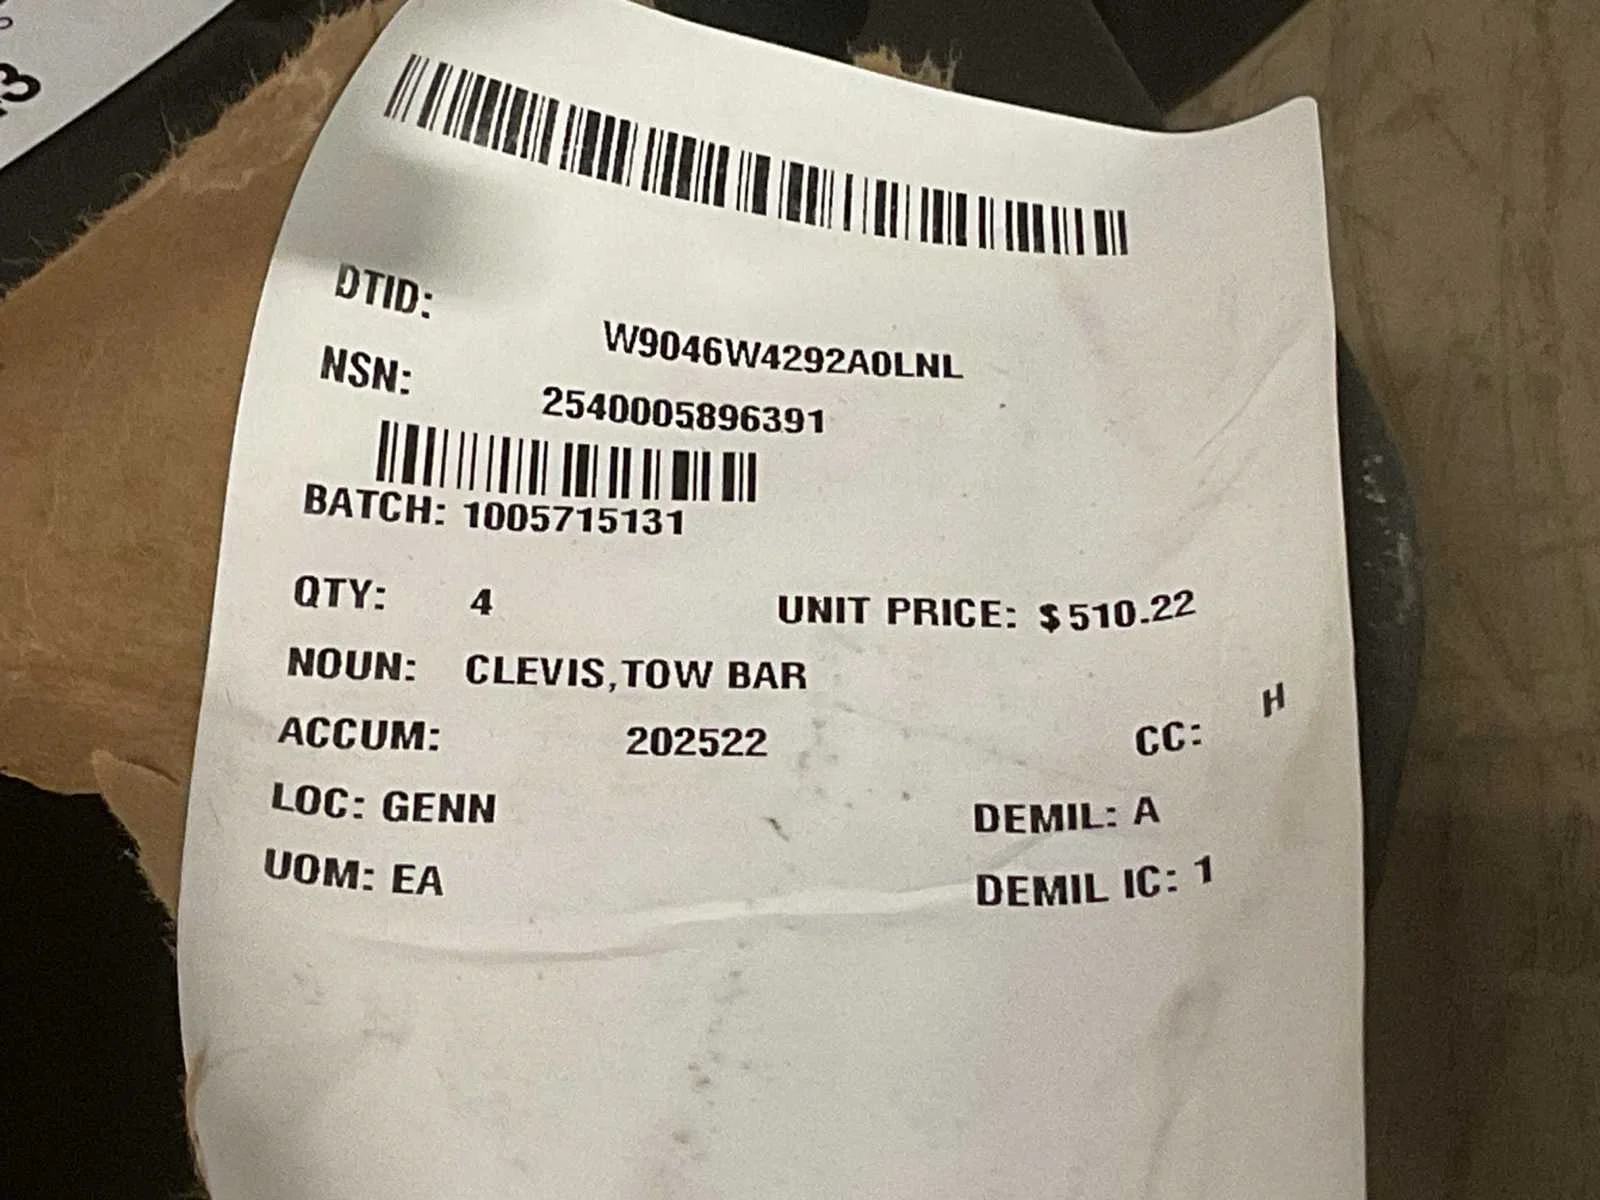 3
DTID:
W9046W4292A0LNL
NSN:
2540005896391
BATCH: 1005715131
QTY: 4 UNIT PRICE: $510.22
NOUN: CLEVIS,TOW BAR
ACCUM: 202522 CC: H
LOC: GENN DEMIL: A
UOM: EA DEMIL IC: 1